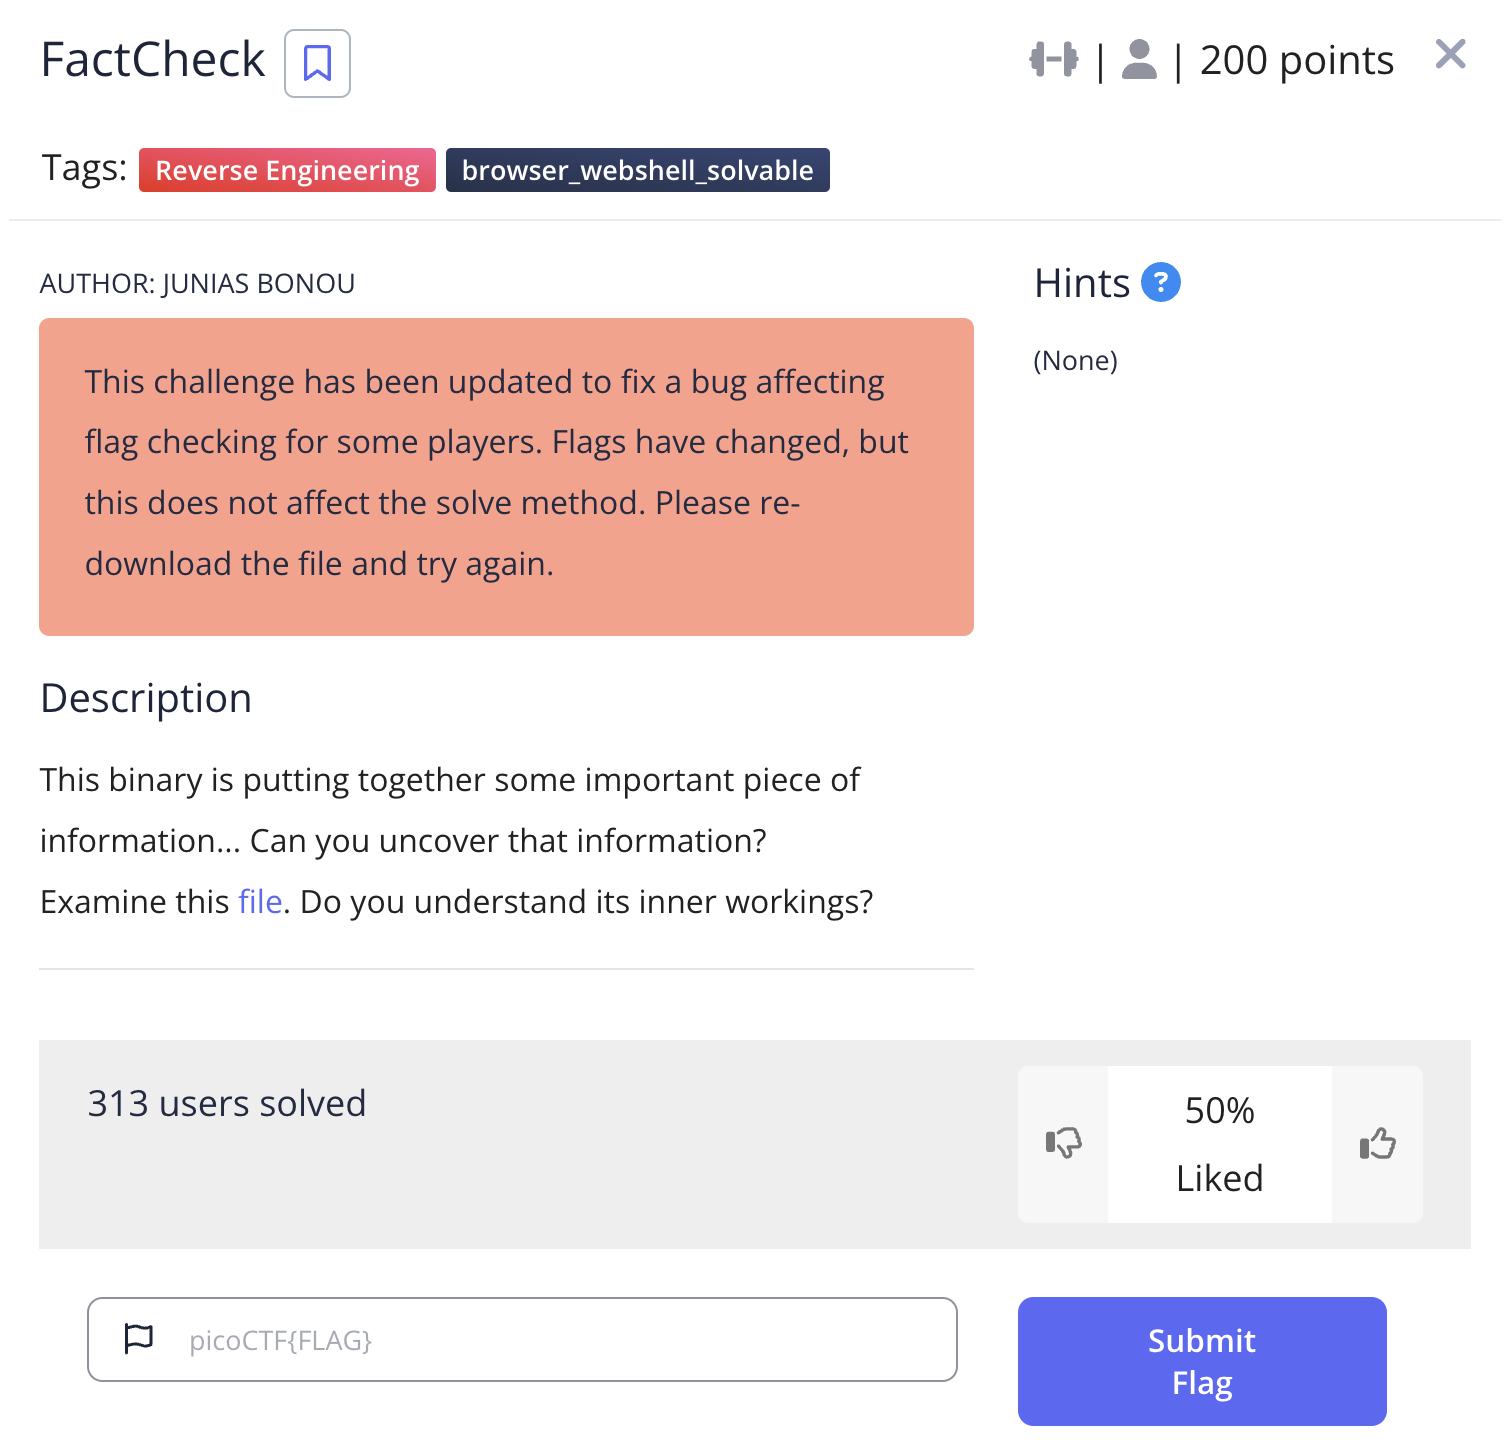 FactCheck
| | 200 points
Tags: Reverse Engineering browser_webshell_solvable
AUTHOR: JUNIAS BONOU
This challenge has been updated to fix a bug affecting
flag checking for some players. Flags have changed, but
this does not affect the solve method. Please re-
download the file and try again.
Hints ?
(None)
Description
This binary is putting together some important piece of
information... Can you uncover that information?
Examine this file. Do you understand its inner workings?
313 users solved
50%
Liked
picoCTF{FLAG}
Submit
Flag